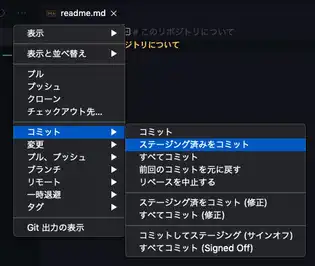 readme.md
# このリポジトリについて
ジトリについて
表示
表示と並べ替え
プル
プッシュ
クローン
チェックアウト先...
コミット
変更
プル、プッシュ
ブランチ
リモート
一時退避
タグ
Git 出力の表示
コミット
ステージング済みをコミット
すべてコミット
前回のコミットを元に戻す
リベースを中止する
ステージング済をコミット (修正)
すべてコミット (修正)
コミットしてステージング (サインオフ)
すべてコミット (Signed Off)